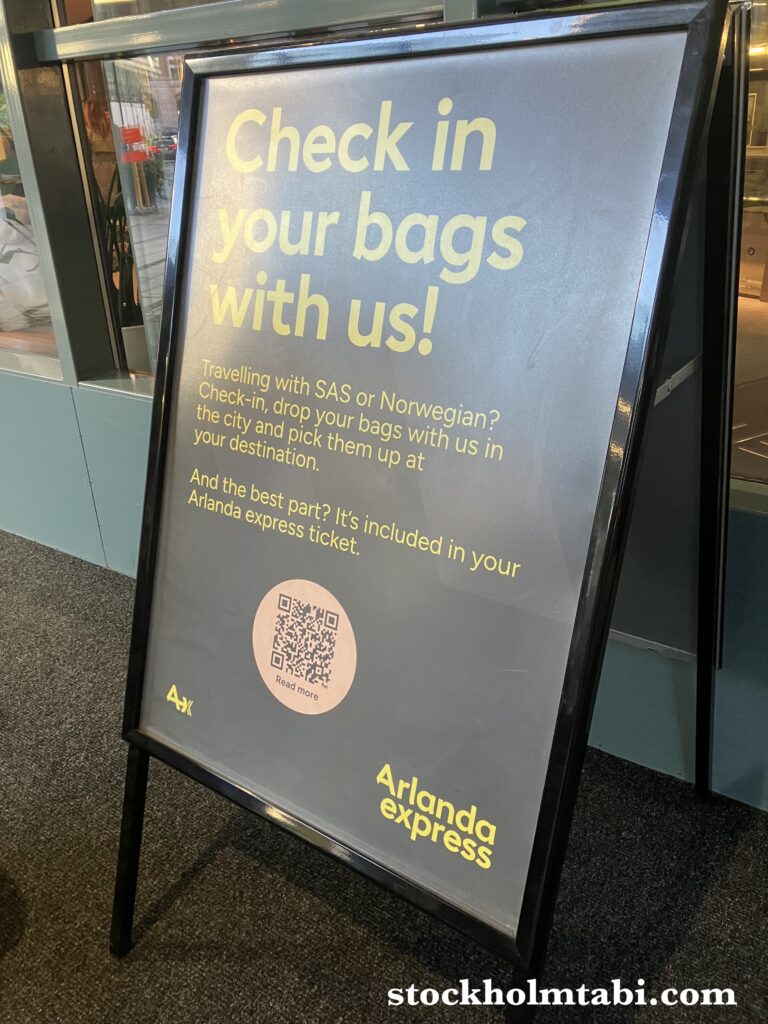 Check in
your bags
with us!
Travelling with SAS or Norwegian?
Check-in, drop your bags with us in
the city and pick them up at
your destination.
And the best part? It's included in your
Arlanda express ticket.
Read more
A→X
Arlanda
express
stockholmtabi.com